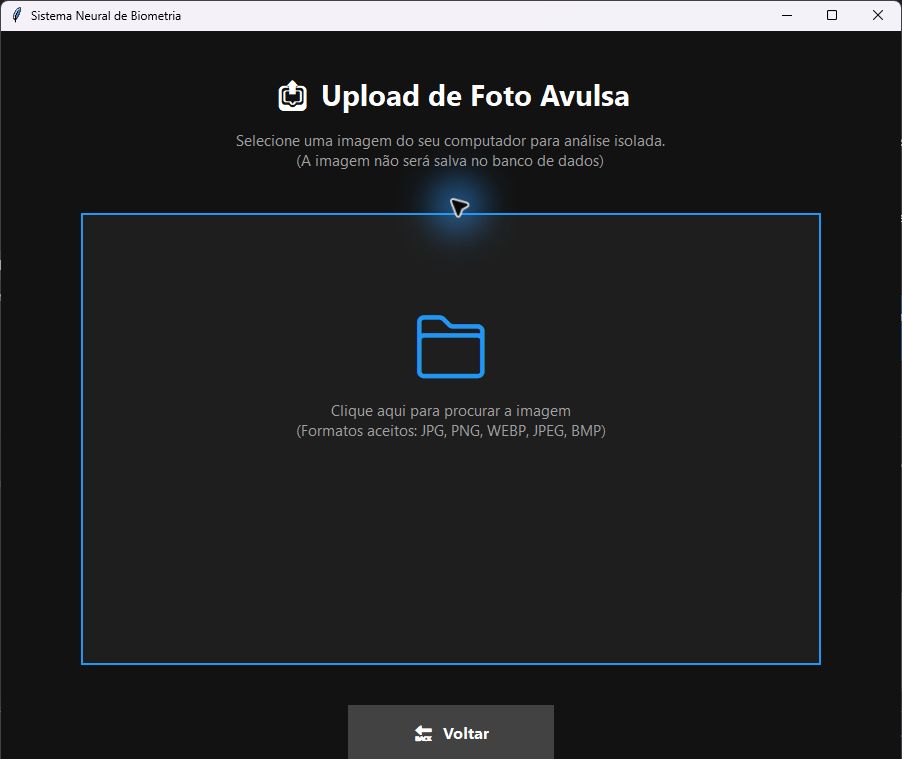 Sistema Neural de Biometria
Upload de Foto Avulsa
Selecione uma imagem do seu computador para análise isolada.
(A imagem não será salva no banco de dados)
Clique aqui para procurar a imagem
(Formatos aceitos: JPG, PNG, WEBP, JPEG, BMP)
BACK Voltar